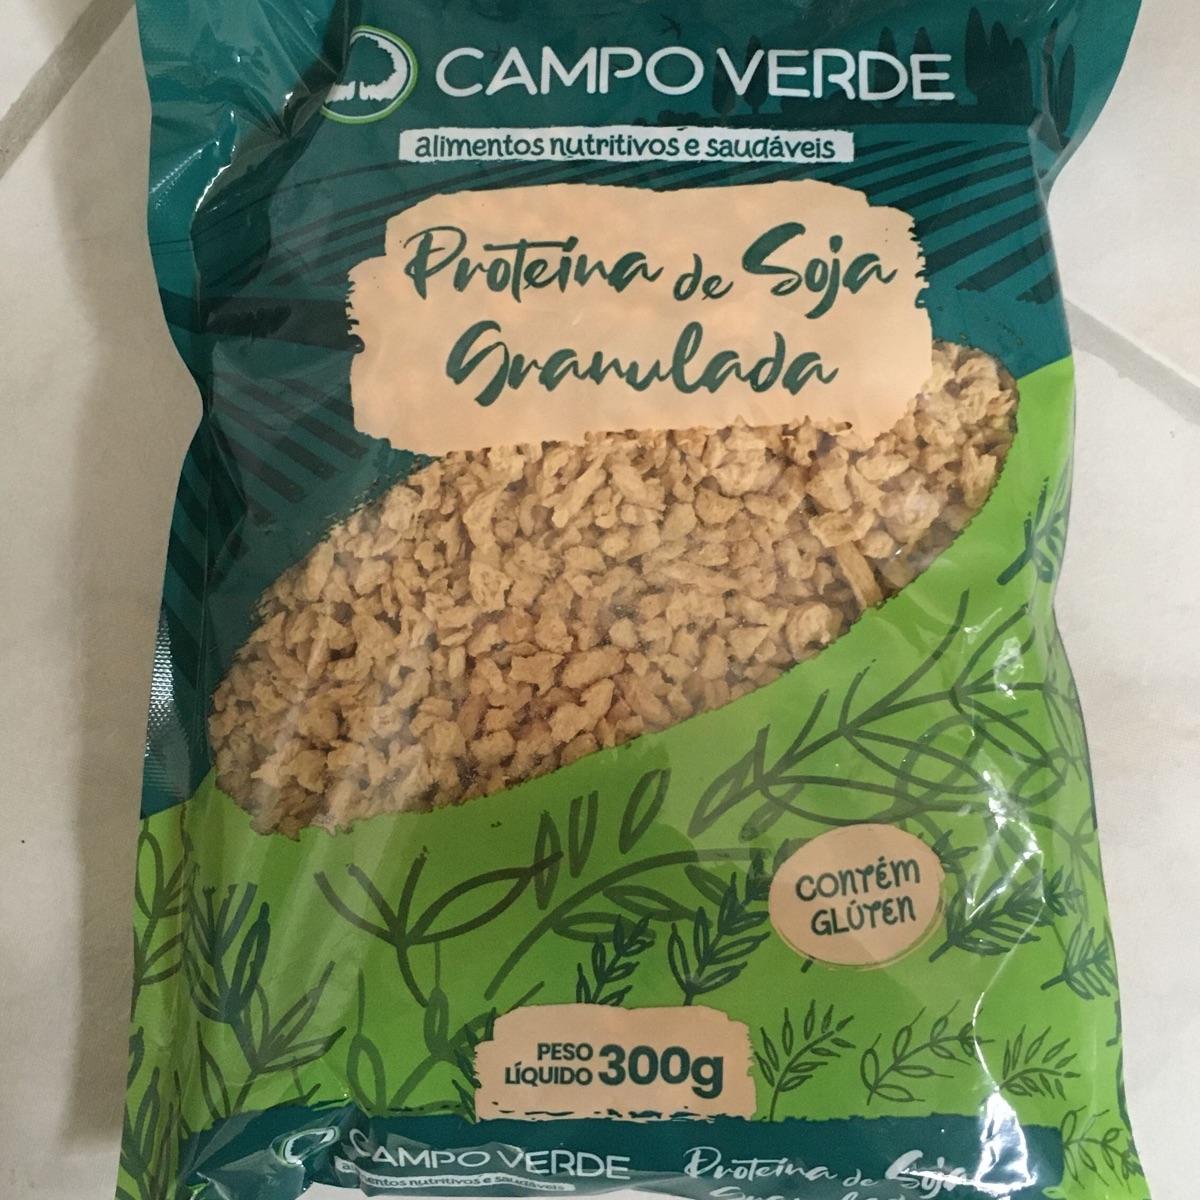 CAMPO VERDE
alimentos nutritivos e saudáveis
Proteína de Soja
Granulada
CONTÉM
GLÚTEN
PESO
LÍQUIDO 300g
CAMPO VERDE
alimentos nutritivos e saudáveis
Proteína de Soja